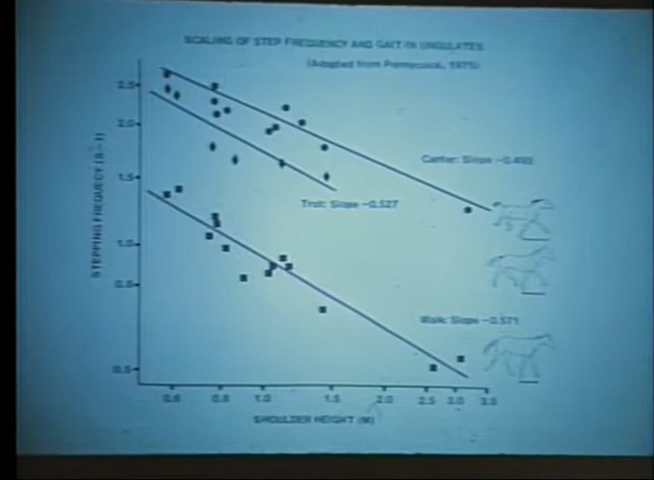 SCALING OF STEP FREQUENCY AND GAIT IN UNGULATES
(Adapted from Pennycuick, 1975)
STEPPING FREQUECY (S-1)
2.5
2.0
1.5
1.0
0.8
0.5
Canter: Slope
Trot: Slope -0.527
Walk: Slope -0.571
0.6 0.8 1.0 1.5 2.0 2.5 3.0 3.5
SHOULDER HEIGHT (M)